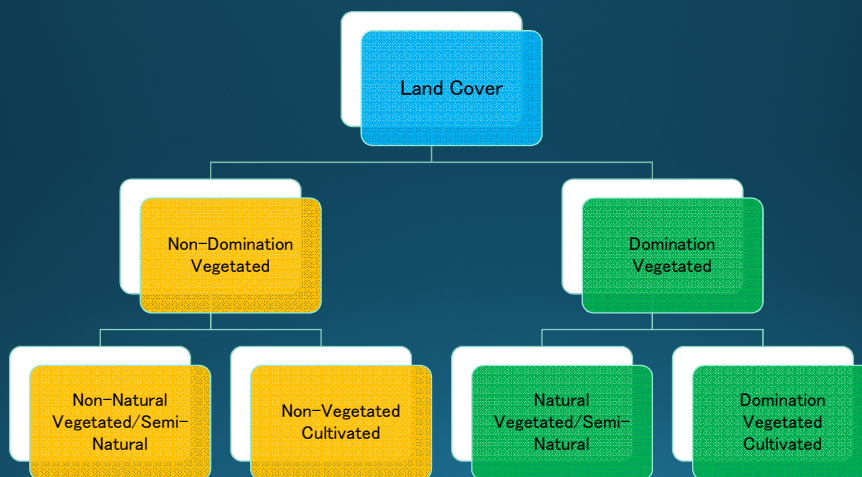 Land Cover
Non-Domination
Vegetated
Domination
Vegetated
Non-Natural
Vegetated/Semi-
Natural
Non-Vegetated
Cultivated
Natural
Vegetated/Semi-
Natural
Domination
Vegetated
Cultivated